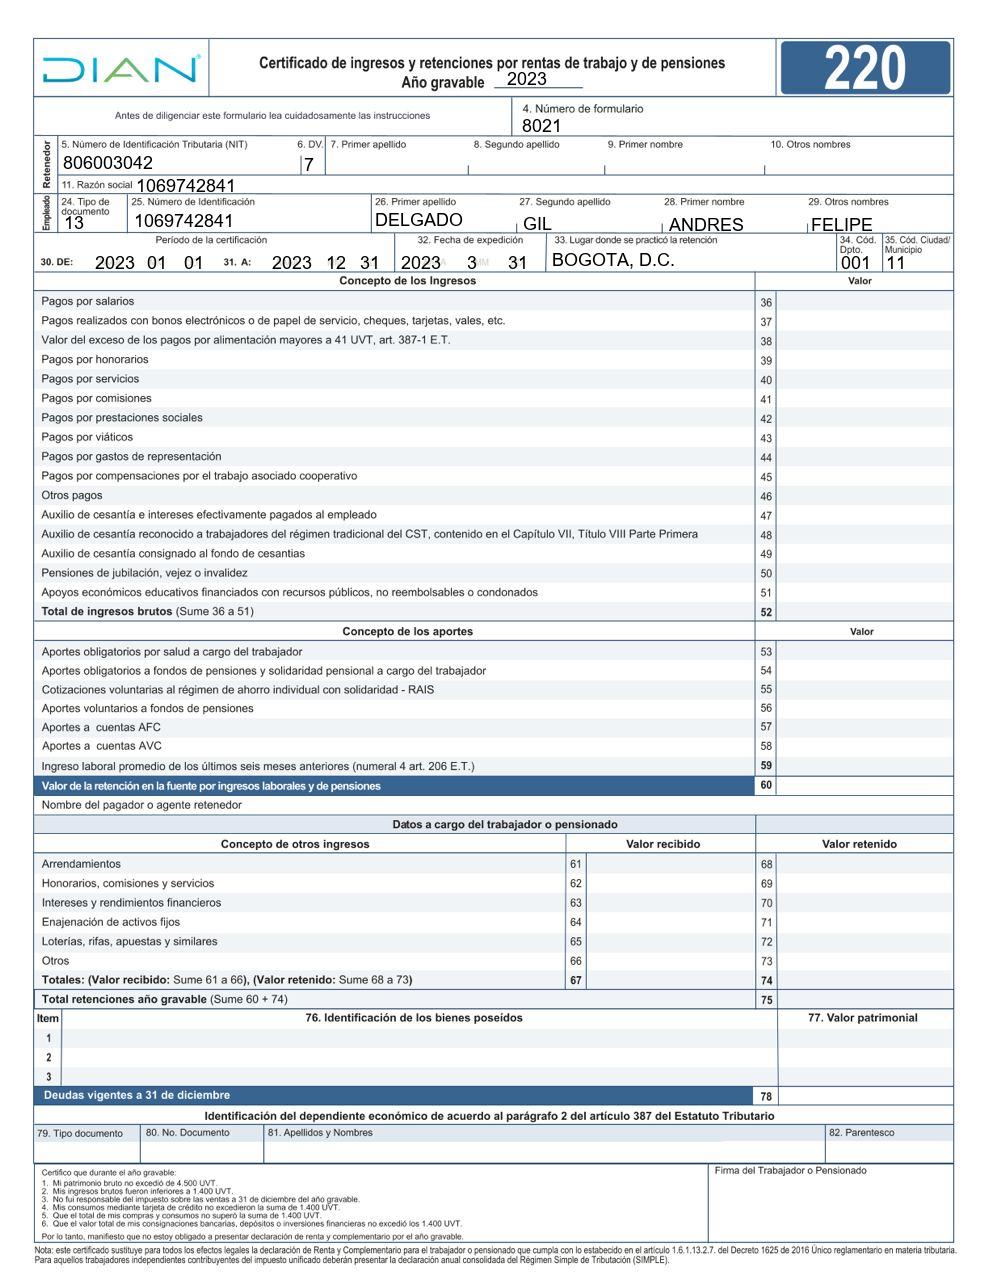 DIAN
Certificado de ingresos y retenciones por rentas de trabajo y de pensiones
Año gravable 2023
220
Antes de diligenciar este formulario lea cuidadosamente las instrucciones
4. Número de formulario
8021
Retenedor
5. Número de Identificación Tributaria (NIT) 6. DV. 7. Primer apellido 8. Segundo apellido 9. Primer nombre 10. Otros nombres
806003042 7
11. Razón social 1069742841
Empleado
24. Tipo de documento 25. Número de Identificación 26. Primer apellido 27. Segundo apellido 28. Primer nombre 29. Otros nombres
13 1069742841 DELGADO GIL ANDRES FELIPE
Período de la certificación 32. Fecha de expedición 33. Lugar donde se practicó la retención 34. Cód. Dpto. 35. Cód. Ciudad/ Municipio
30. DE: 2023 01 01 31. A: 2023 12 31 2023 3 MM 31 BOGOTA, D.C. 001 11
Concepto de los Ingresos Valor
Pagos por salarios 36
Pagos realizados con bonos electrónicos o de papel de servicio, cheques, tarjetas, vales, etc. 37
Valor del exceso de los pagos por alimentación mayores a 41 UVT, art. 387-1 E.T. 38
Pagos por honorarios 39
Pagos por servicios 40
Pagos por comisiones 41
Pagos por prestaciones sociales 42
Pagos por viáticos 43
Pagos por gastos de representación 44
Pagos por compensaciones por el trabajo asociado cooperativo 45
Otros pagos 46
Auxilio de cesantía e intereses efectivamente pagados al empleado 47
Auxilio de cesantía reconocido a trabajadores del régimen tradicional del CST, contenido en el Capítulo VII, Título VIII Parte Primera 48
Auxilio de cesantía consignado al fondo de cesantias 49
Pensiones de jubilación, vejez o invalidez 50
Apoyos económicos educativos financiados con recursos públicos, no reembolsables o condonados 51
Total de ingresos brutos (Sume 36 a 51) 52
Concepto de los aportes Valor
Aportes obligatorios por salud a cargo del trabajador 53
Aportes obligatorios a fondos de pensiones y solidaridad pensional a cargo del trabajador 54
Cotizaciones voluntarias al régimen de ahorro individual con solidaridad - RAIS 55
Aportes voluntarios a fondos de pensiones 56
Aportes a cuentas AFC 57
Aportes a cuentas AVC 58
Ingreso laboral promedio de los últimos seis meses anteriores (numeral 4 art. 206 E.T.) 59
Valor de la retención en la fuente por ingresos laborales y de pensiones 60
Nombre del pagador o agente retenedor
Datos a cargo del trabajador o pensionado
Concepto de otros ingresos Valor recibido Valor retenido
Arrendamientos 61 68
Honorarios, comisiones y servicios 62 69
Intereses y rendimientos financieros 63 70
Enajenación de activos fijos 64 71
Loterías, rifas, apuestas y similares 65 72
Otros 66 73
Totales: (Valor recibido: Sume 61 a 66), (Valor retenido: Sume 68 a 73) 67 74
Total retenciones año gravable (Sume 60 + 74) 75
Item 76. Identificación de los bienes poseídos 77. Valor patrimonial
1
2
3
Deudas vigentes a 31 de diciembre 78
Identificación del dependiente económico de acuerdo al parágrafo 2 del artículo 387 del Estatuto Tributario
79. Tipo documento 80. No. Documento 81. Apellidos y Nombres 82. Parentesco
Certifico que durante el año gravable:
1. Mi patrimonio bruto no excedió de 4.500 UVT.
2. Mis ingresos brutos fueron inferiores a 1.400 UVT.
3. No fui responsable del impuesto sobre las ventas a 31 de diciembre del año gravable.
4. Mis consumos mediante tarjeta de crédito no excedieron la suma de 1.400 UVT.
5. Que el total de mis compras y consumos no superó la suma de 1.400 UVT.
6. Que el valor total de mis consignaciones bancarias, depósitos o inversiones financieras no excedió los 1.400 UVT.
Por lo tanto, manifiesto que no estoy obligado a presentar declaración de renta y complementario por el año gravable.
Firma del Trabajador o Pensionado
Nota: este certificado sustituye para todos los efectos legales la declaración de Renta y Complementario para el trabajador o pensionado que cumpla con lo estabecido en el artículo 1.6.1.13.2.7. del Decreto 1625 de 2016 Único reglamentario en materia tributaria.
Para aquellos trabajadores independientes contribuyentes del impuesto unificado deberán presentar la declaración anual consolidada del Régimen Simple de Tributación (SIMPLE).